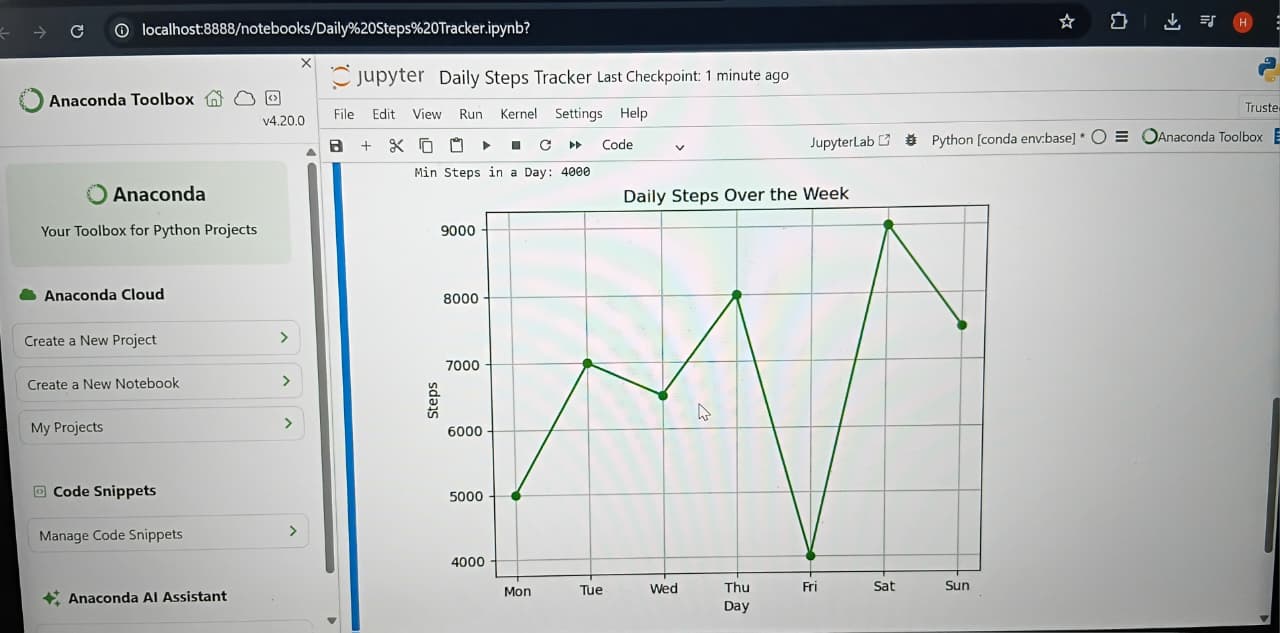 localhost:8888/notebooks/Daily%20Steps%20Tracker.ipynb?
H
Anaconda Toolbox
v4.20.0
Anaconda
Your Toolbox for Python Projects
Anaconda Cloud
Create a New Project
Create a New Notebook
My Projects
Code Snippets
Manage Code Snippets
Anaconda AI Assistant
jupyter Daily Steps Tracker Last Checkpoint: 1 minute ago
File Edit View Run Kernel Settings Help
Truste
Code
JupyterLab Python [conda env:base] * Anaconda Toolbox
Min Steps in a Day: 4000
Daily Steps Over the Week
9000
8000
7000
6000
5000
4000
Steps
Mon Tue Wed Thu Fri Sat Sun
Day